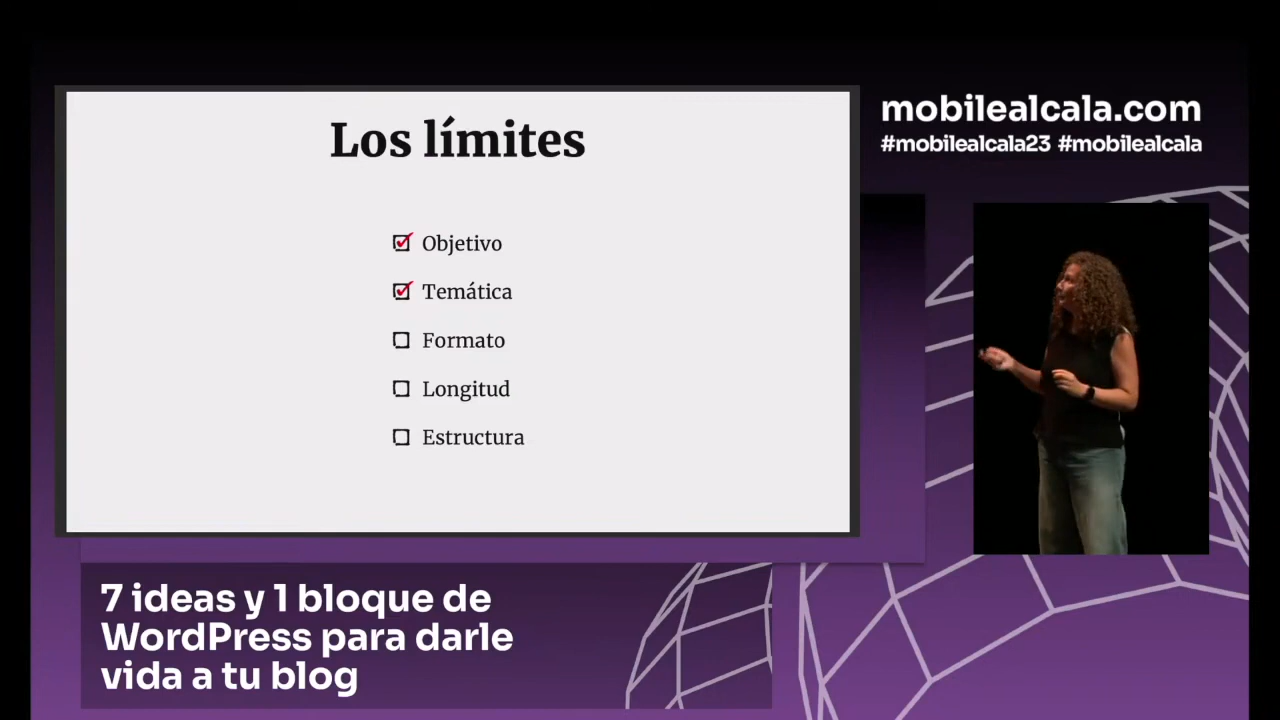 Los límites
Objetivo
Temática
Formato
Longitud
Estructura
mobilealcala.com
#mobilealcala23 #mobilealcala
7 ideas y 1 bloque de
WordPress para darle
vida a tu blog